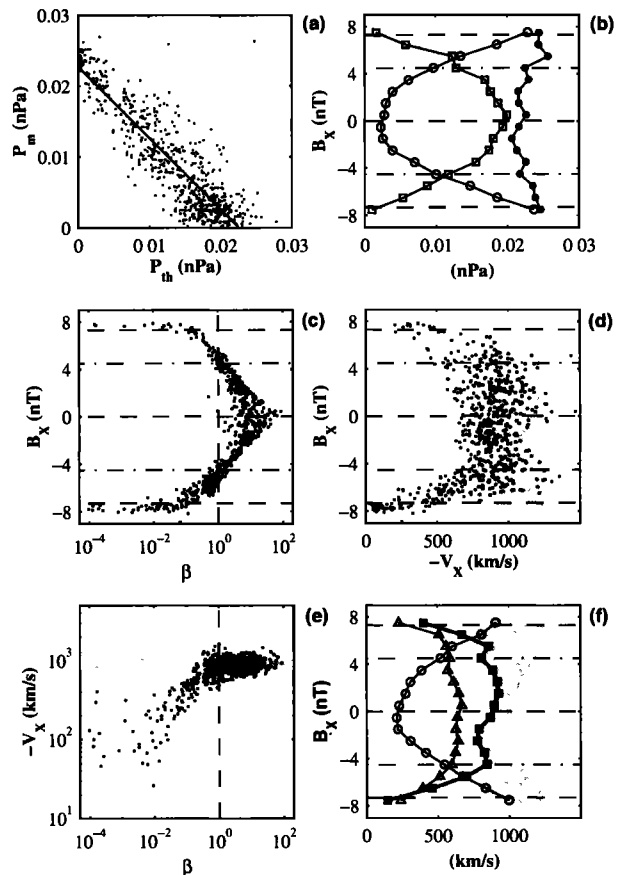 (a)
0.03
0.02
0.01
0
P_m (nPa)
0
0 01
0 02
0 03
P_th (nPa)
(b)
8
4
0
−4
−8
B_X (nT)
0
0.01
0.02
0 03
(nPa)
(c)
8
4
0
−4
−8
B_X (nT)
10^−4
10^−2
10^0
10^2
β
(d)
8
4
0
−4
−8
B_X (nT)
0
500
1000
−V_X (km/s)
(e)
10^3
10^2
10^1
−V_X (km/s)
10^−4
10^−2
10^0
10^2
β
(f)
8
4
0
−4
−8
B_X (nT)
0
500
1000
(km/s)